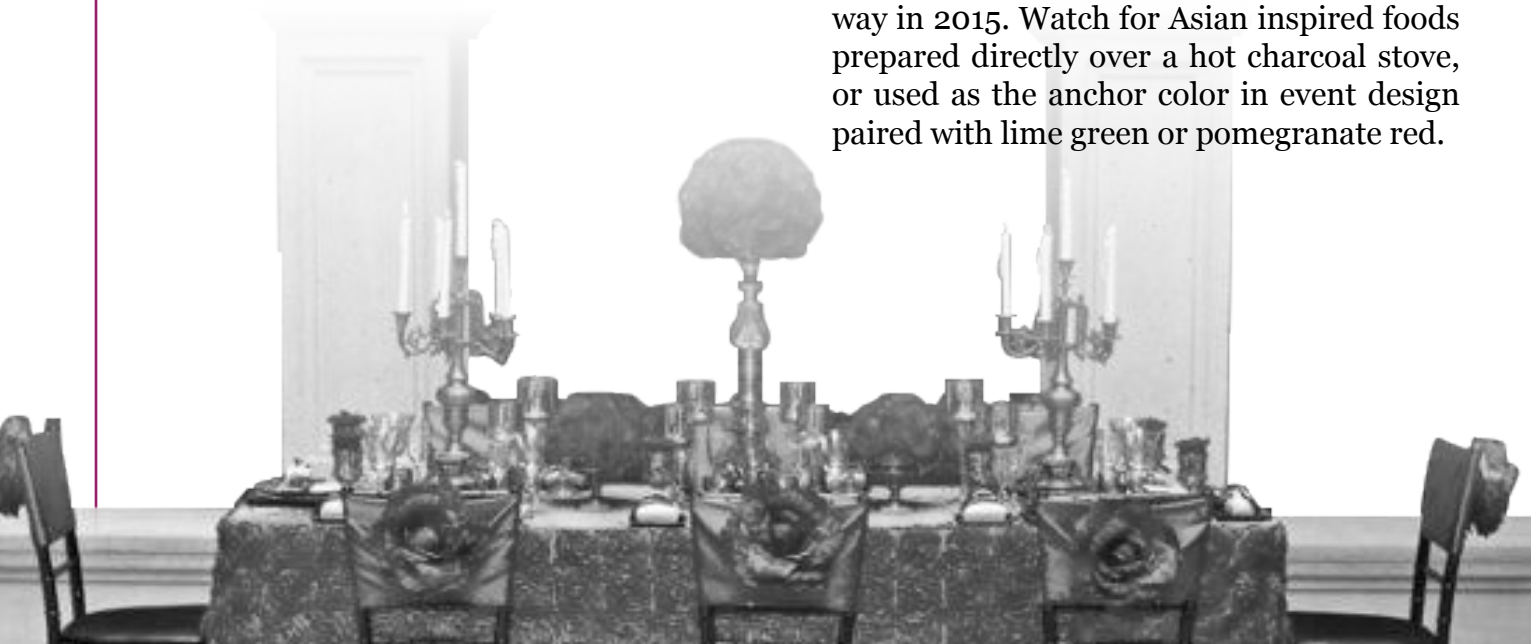 way in 2015. Watch for Asian inspired foods
prepared directly over a hot charcoal stove,
or used as the anchor color in event design
paired with lime green or pomegranate red.